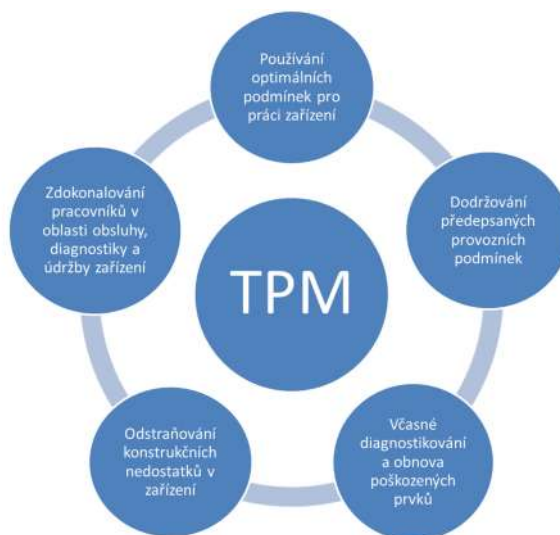 Používání
optimálních
podmínek pro
práci zařízení
Dodržování
předepsaných
provozních
podmínek
Včasné
diagnostikování
a obnova
poškozených
prvků
Odstraňování
konstrukčních
nedostatků v
zařízení
Zdokonalování
pracovníků v
oblasti obsluhy,
diagnostiky a
údržby zařízení
TPM